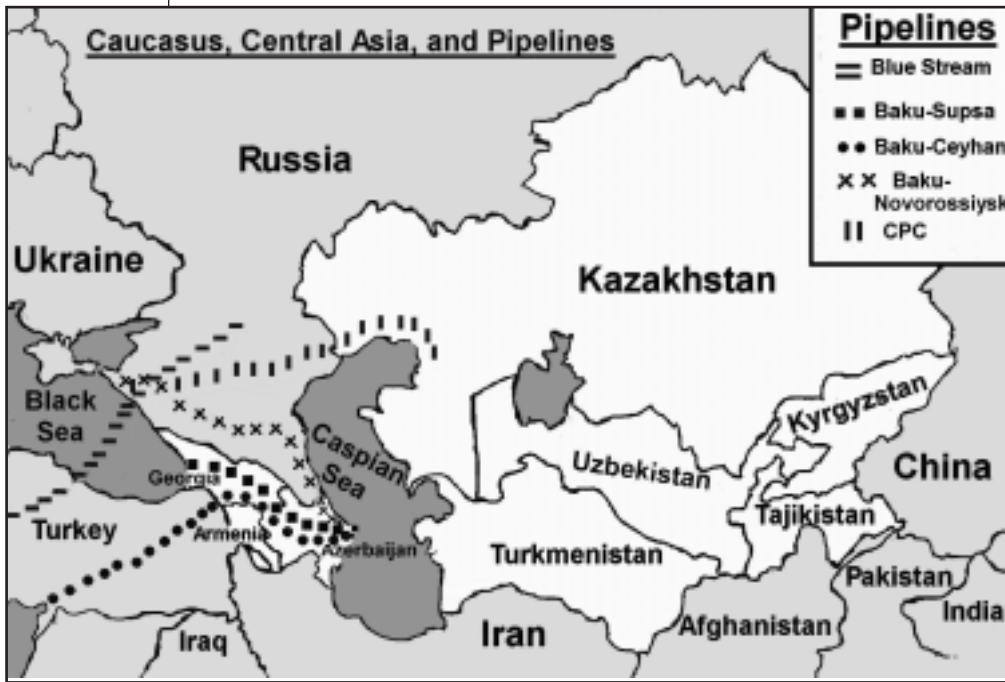 Caucasus, Central Asia, and Pipelines
Pipelines
Blue Stream
Baku-Supsa
Baku-Ceyhan
Baku-
Novorossiysk
CPC
Russia
Ukraine
Kazakhstan
Black
Sea
Caspian
Sea
Georgia
Kyrgyzstan
Uzbekistan
China
Turkey
Armenia
Azerbaijan
Turkmenistan
Tajikistan
Pakistan
India
Iraq
Iran
Afghanistan